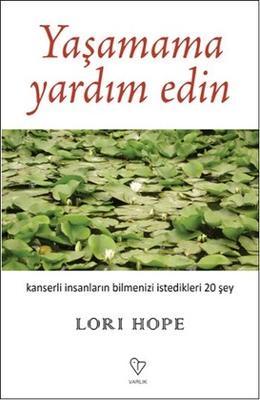 Yaşamama
yardım edin
kanserli insanların bilmenizi istedikleri 20 şey
LORI HOPE
VARLIK